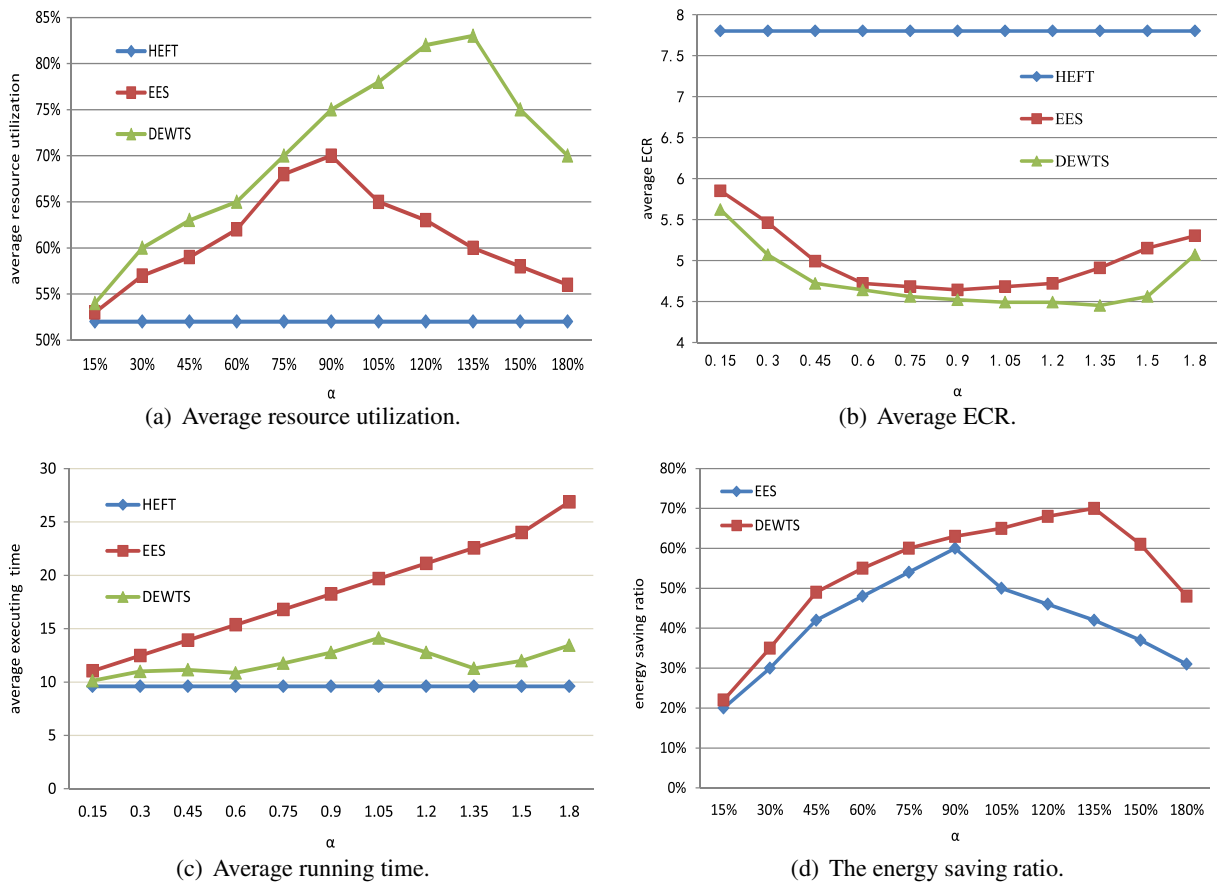 85%
80%
75%
70%
65%
60%
55%
50%
average resource utilization
HEFT
EES
DEWTS
15% 30% 45% 60% 75% 90% 105% 120% 135% 150% 180%
α
(a) Average resource utilization.
8
7.5
7
6.5
6
5.5
5
4.5
4
average ECR
HEFT
EES
DEWTS
0.15 0.3 0.45 0.6 0.75 0.9 1.05 1.2 1.35 1.5 1.8
α
(b) Average ECR.
30
25
20
15
10
5
0
average executing time
HEFT
EES
DEWTS
0.15 0.3 0.45 0.6 0.75 0.9 1.05 1.2 1.35 1.5 1.8
α
(c) Average running time.
80%
70%
60%
50%
40%
30%
20%
10%
0%
energy saving ratio
EES
DEWTS
15% 30% 45% 60% 75% 90% 105% 120% 135% 150% 180%
α
(d) The energy saving ratio.